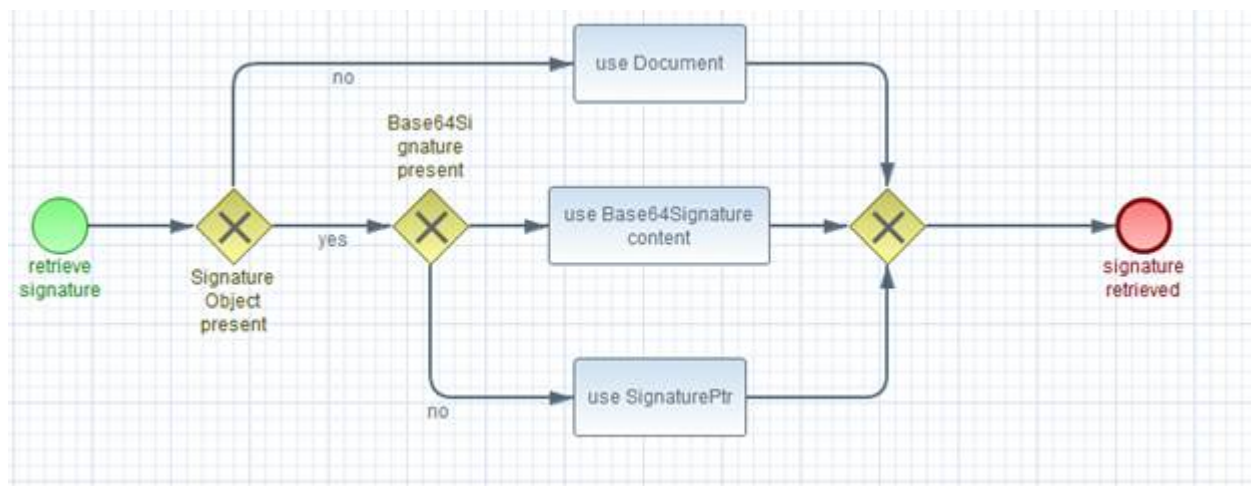 use Document
no
Base64Si
gnature
present
use Base64Signature
content
yes
retrieve
signature
Signature
Object
present
signature
retrieved
use SignaturePtr
no